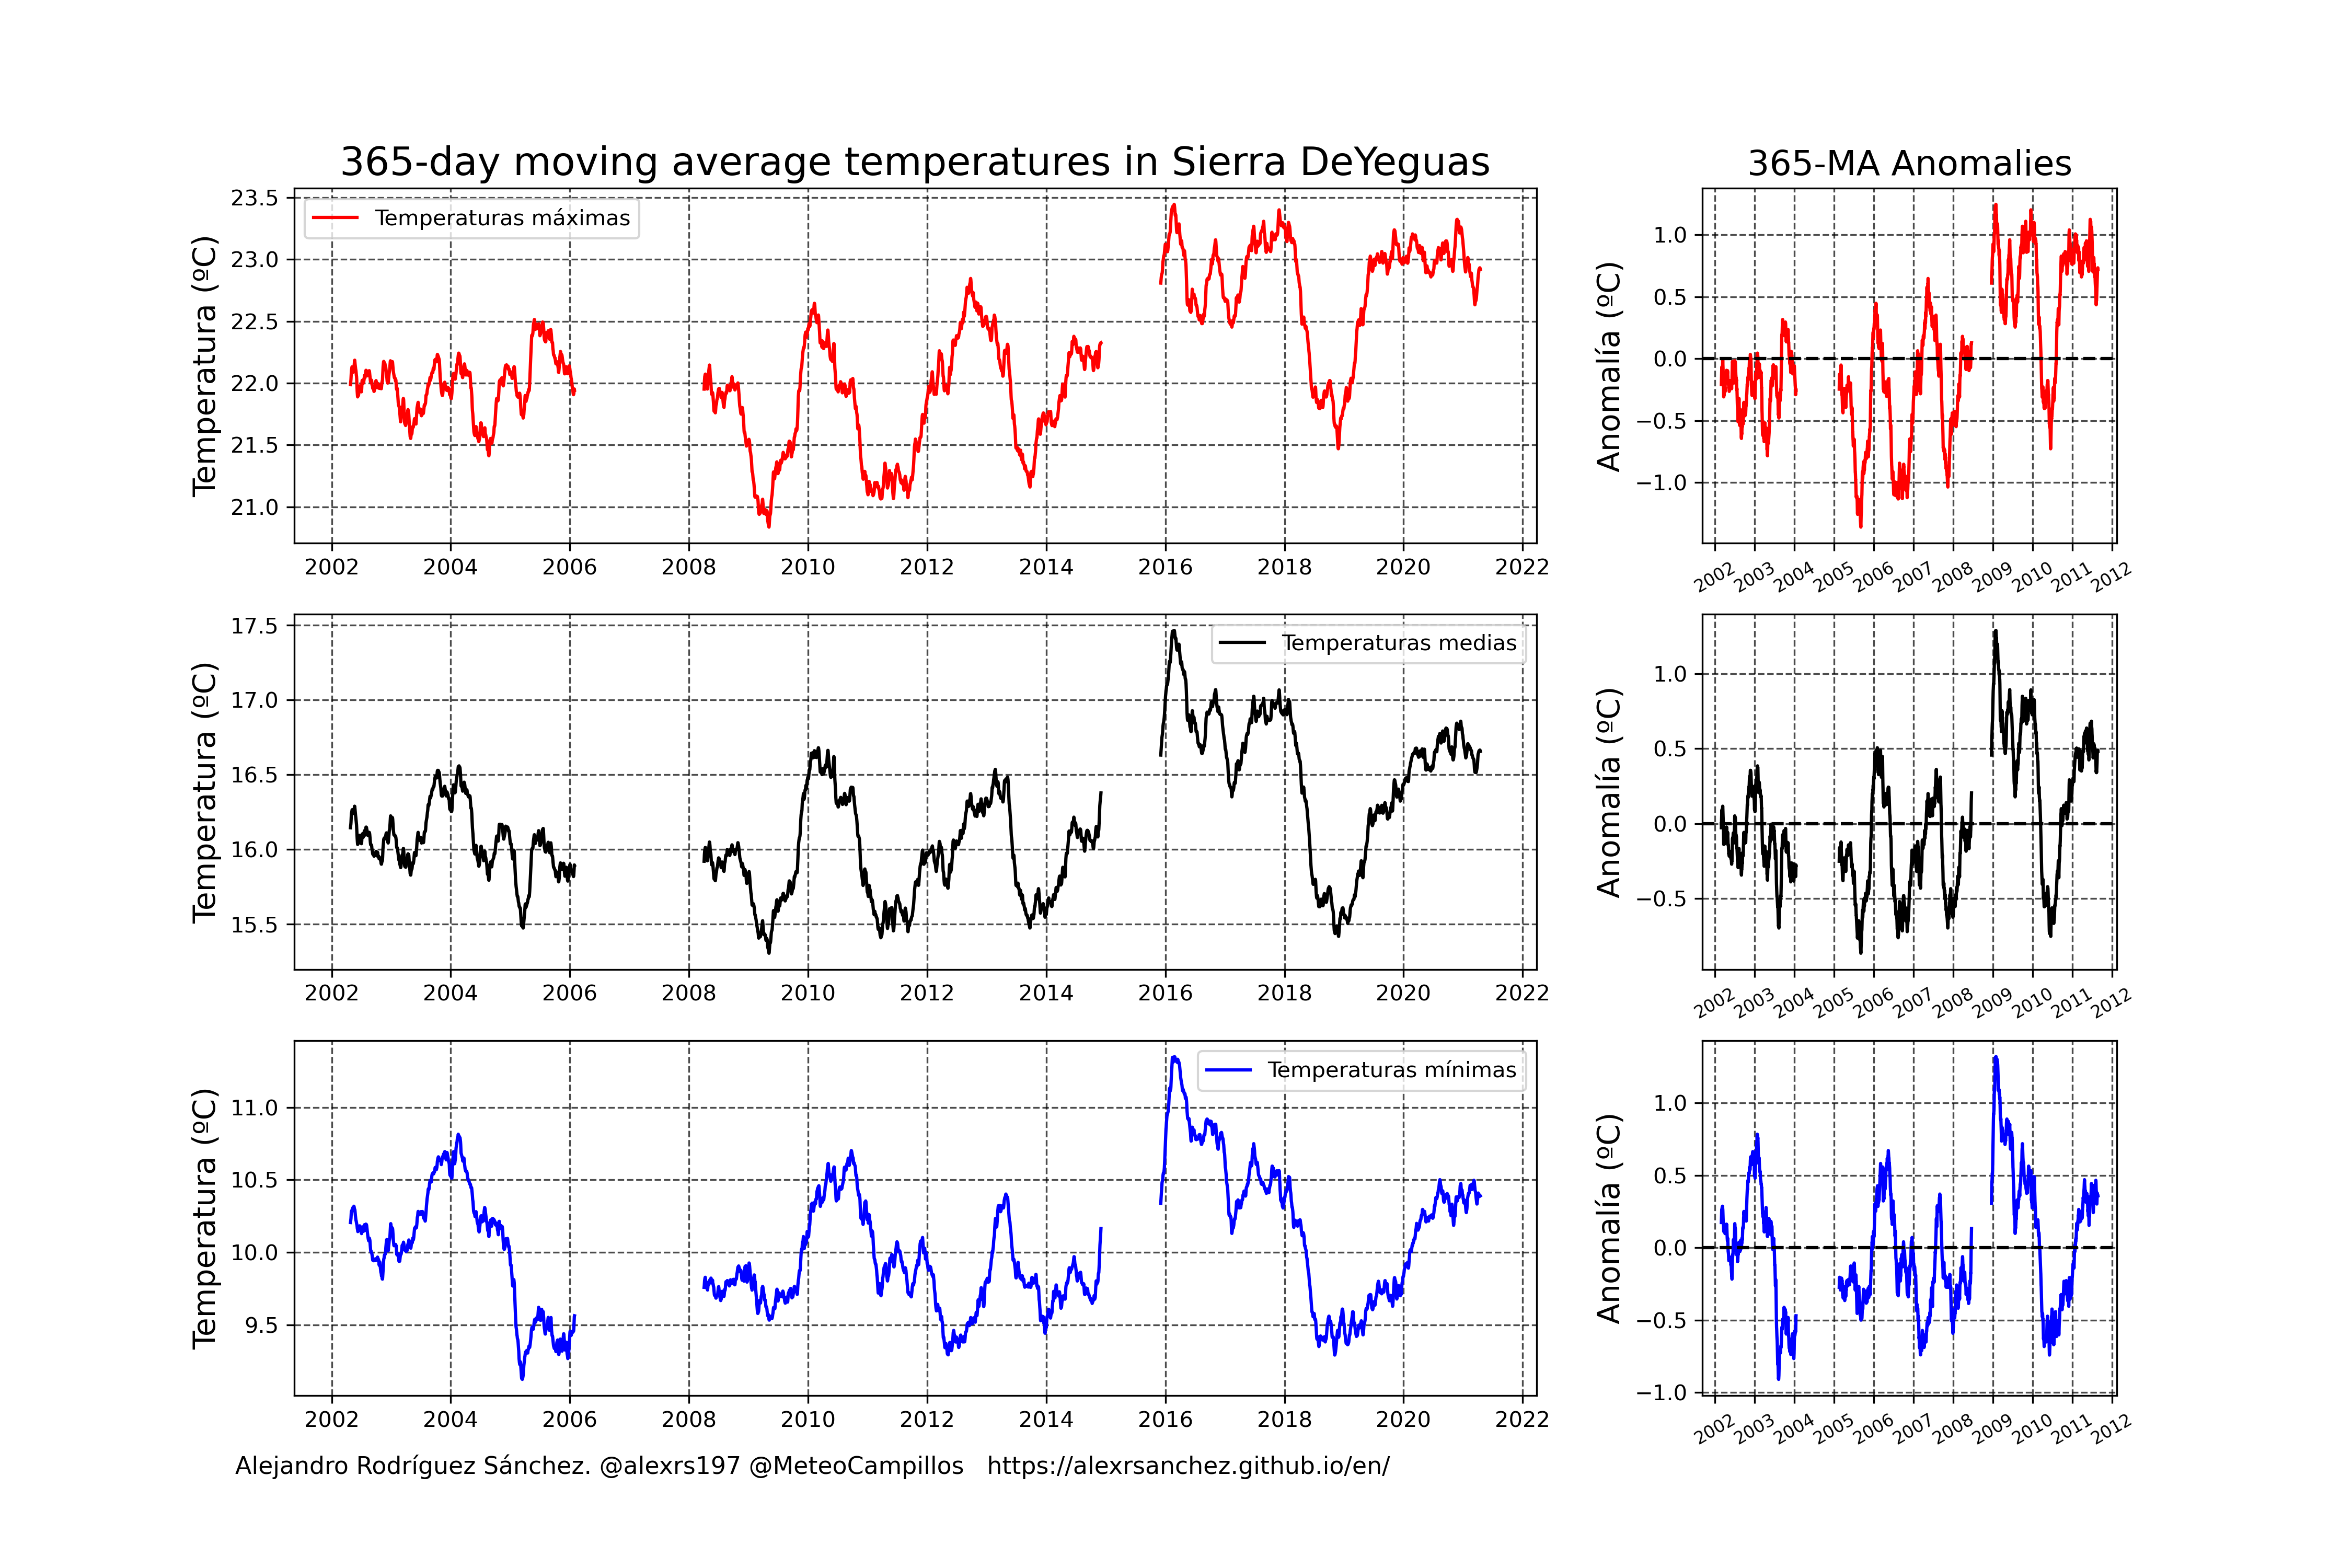 365-day moving average temperatures in Sierra DeYeguas
365-MA Anomalies
Temperatura (ºC)
23.5
23.0
22.5
22.0
21.5
21.0
Temperaturas máximas
2002 2004 2006 2008 2010 2012 2014 2016 2018 2020 2022
Anomalía (ºC)
1.0
0.5
0.0
−0.5
−1.0
2002 2003 2004 2005 2006 2007 2008 2009 2010 2011 2012
Temperatura (ºC)
17.5
17.0
16.5
16.0
15.5
Temperaturas medias
2002 2004 2006 2008 2010 2012 2014 2016 2018 2020 2022
Anomalía (ºC)
1.0
0.5
0.0
−0.5
2002 2003 2004 2005 2006 2007 2008 2009 2010 2011 2012
Temperatura (ºC)
11.0
10.5
10.0
9.5
Temperaturas mínimas
2002 2004 2006 2008 2010 2012 2014 2016 2018 2020 2022
Anomalía (ºC)
1.0
0.5
0.0
−0.5
−1.0
2002 2003 2004 2005 2006 2007 2008 2009 2010 2011 2012
Alejandro Rodríguez Sánchez. @alexrs197 @MeteoCampillos https://alexrsanchez.github.io/en/